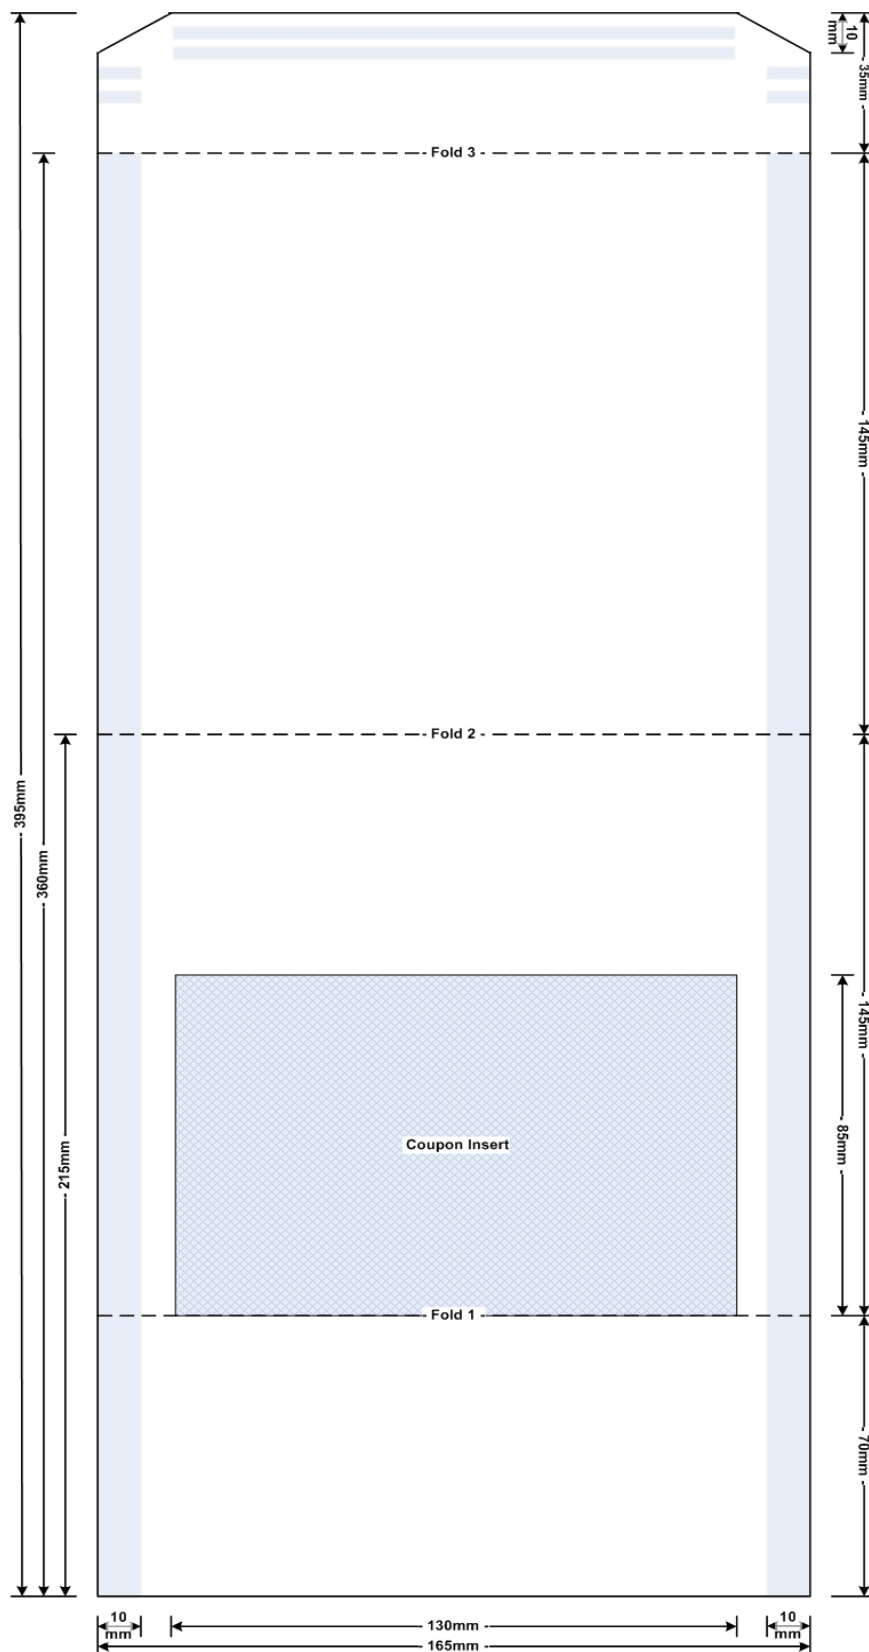 10
mm
- 35mm -
- Fold 3 -
- 145mm -
- Fold 2 -
- 395mm -
- 360mm -
- 145mm -
- 215mm -
- 85mm -
Coupon Insert
- Fold 1 -
- 70mm -
10
mm
- 130mm -
10
mm
- 165mm -